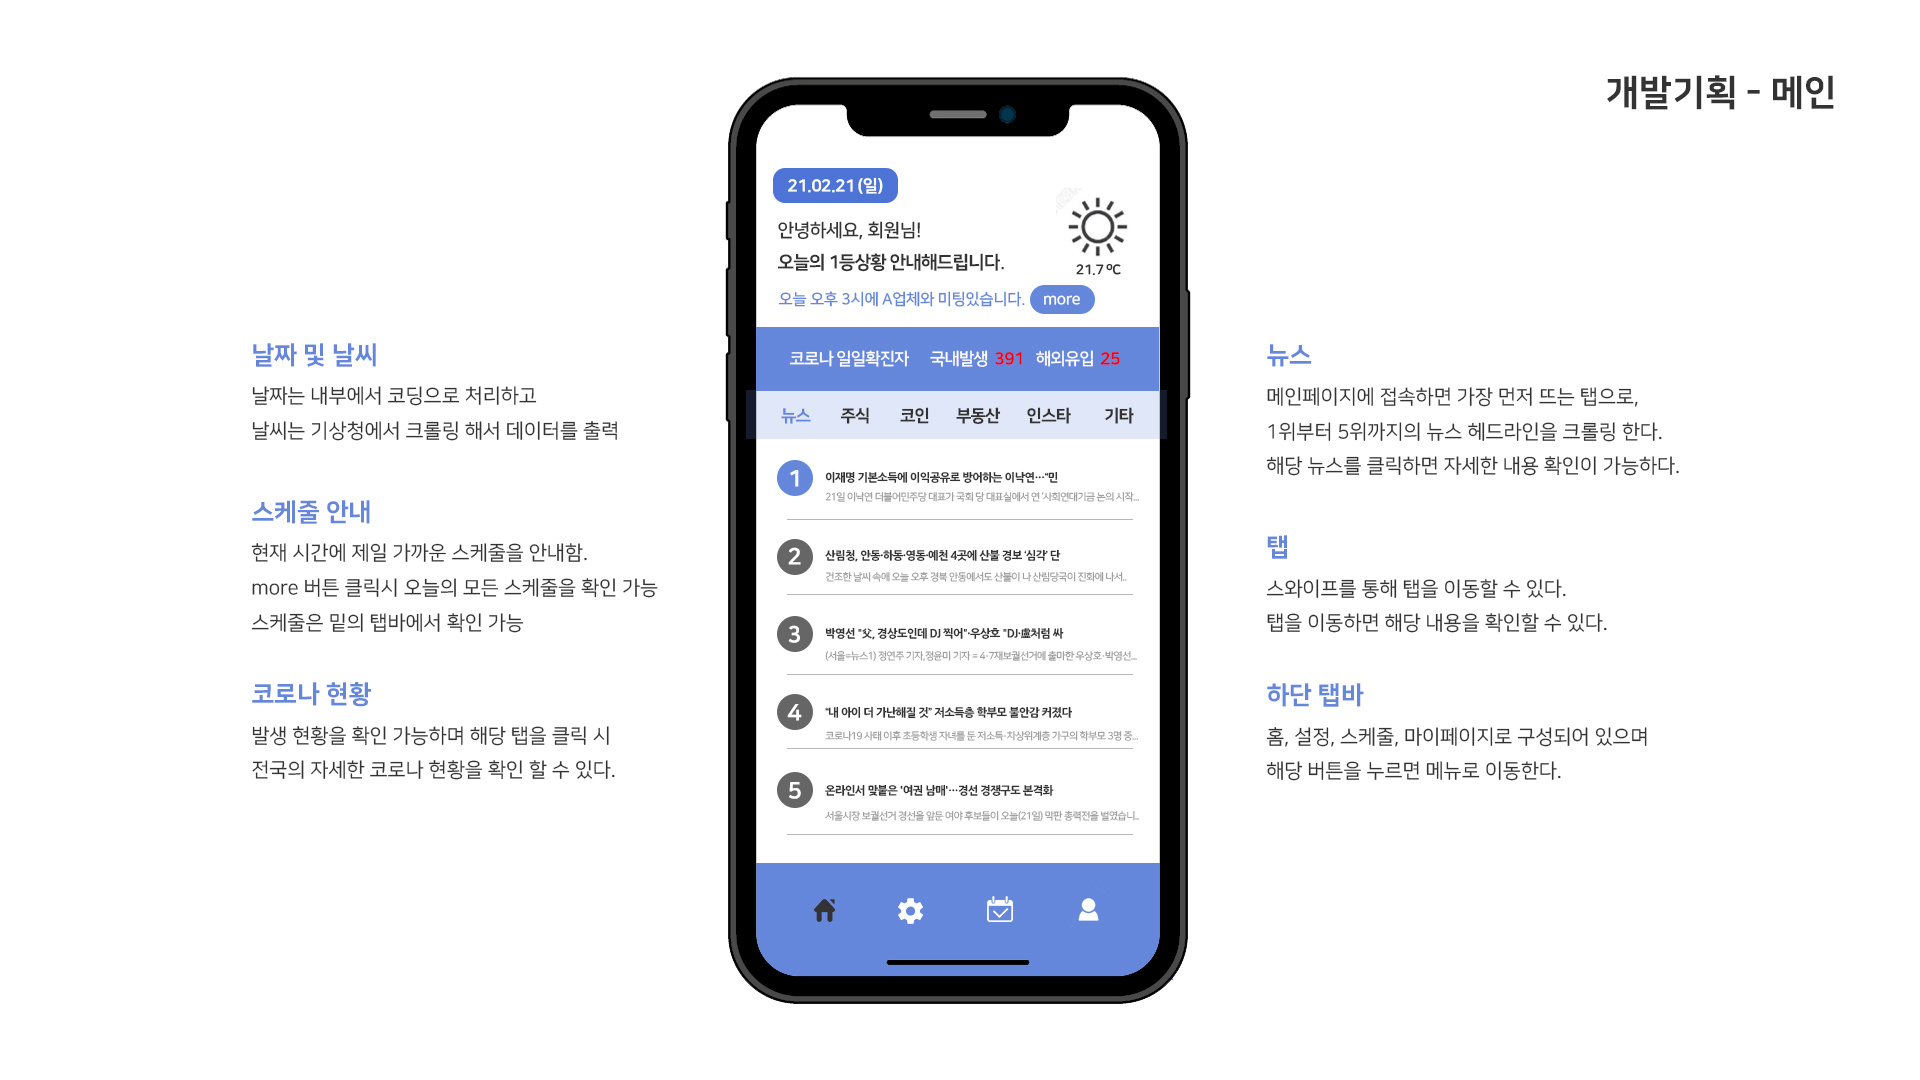 개발기획 - 메인
날짜 및 날씨
날짜는 내부에서 코딩으로 처리하고
날씨는 기상청에서 크롤링 해서 데이터를 출력
스케줄 안내
현재 시간에 제일 가까운 스케줄을 안내함.
more 버튼 클릭시 오늘의 모든 스케줄을 확인 가능
스케줄은 밑의 탭바에서 확인 가능
코로나 현황
발생 현황을 확인 가능하며 해당 탭을 클릭 시
전국의 자세한 코로나 현황을 확인 할 수 있다.
21.02.21(일)
안녕하세요, 회원님!
오늘의 1등상황 안내해드립니다.
21.7 ºC
오늘 오후 3시에 A업체와 미팅있습니다. more
코로나 일일확진자 국내발생 391 해외유입 25
뉴스 주식 코인 부동산 인스타 기타
1 이재명 기본소득에 이익공유로 방어하는 이낙연…"민
21일 이낙연 더불어민주당 대표가 국회 당 대표실에서 연 '사회연대기금 논의 시작...
2 산림청, 안동·하동·영동·예천 4곳에 산불 경보 '심각' 단
건조한 날씨 속에 오늘 오후 경북 안동에서도 산불이 나 산림당국이 진화에 나서..
3 박영선 "父, 경상도인데 DJ 찍어"·우상호 "DJ·盧처럼 싸
(서울=뉴스1) 정연주 기자,정윤미 기자 = 4·7재보궐선거에 출마한 우상호·박영선...
4 "내 아이 더 가난해질 것" 저소득층 학부모 불안감 커졌다
코로나19 사태 이후 초등학생 자녀를 둔 저소득·차상위계층 가구의 학부모 3명 중...
5 온라인서 맞붙은 '여권 남매'…경선 경쟁구도 본격화
서울시장 보궐선거 경선을 앞둔 여야 후보들이 오늘(21일) 막판 총력전을 벌였습니..
뉴스
메인페이지에 접속하면 가장 먼저 뜨는 탭으로,
1위부터 5위까지의 뉴스 헤드라인을 크롤링 한다.
해당 뉴스를 클릭하면 자세한 내용 확인이 가능하다.
탭
스와이프를 통해 탭을 이동할 수 있다.
탭을 이동하면 해당 내용을 확인할 수 있다.
하단 탭바
홈, 설정, 스케줄, 마이페이지로 구성되어 있으며
해당 버튼을 누르면 메뉴로 이동한다.